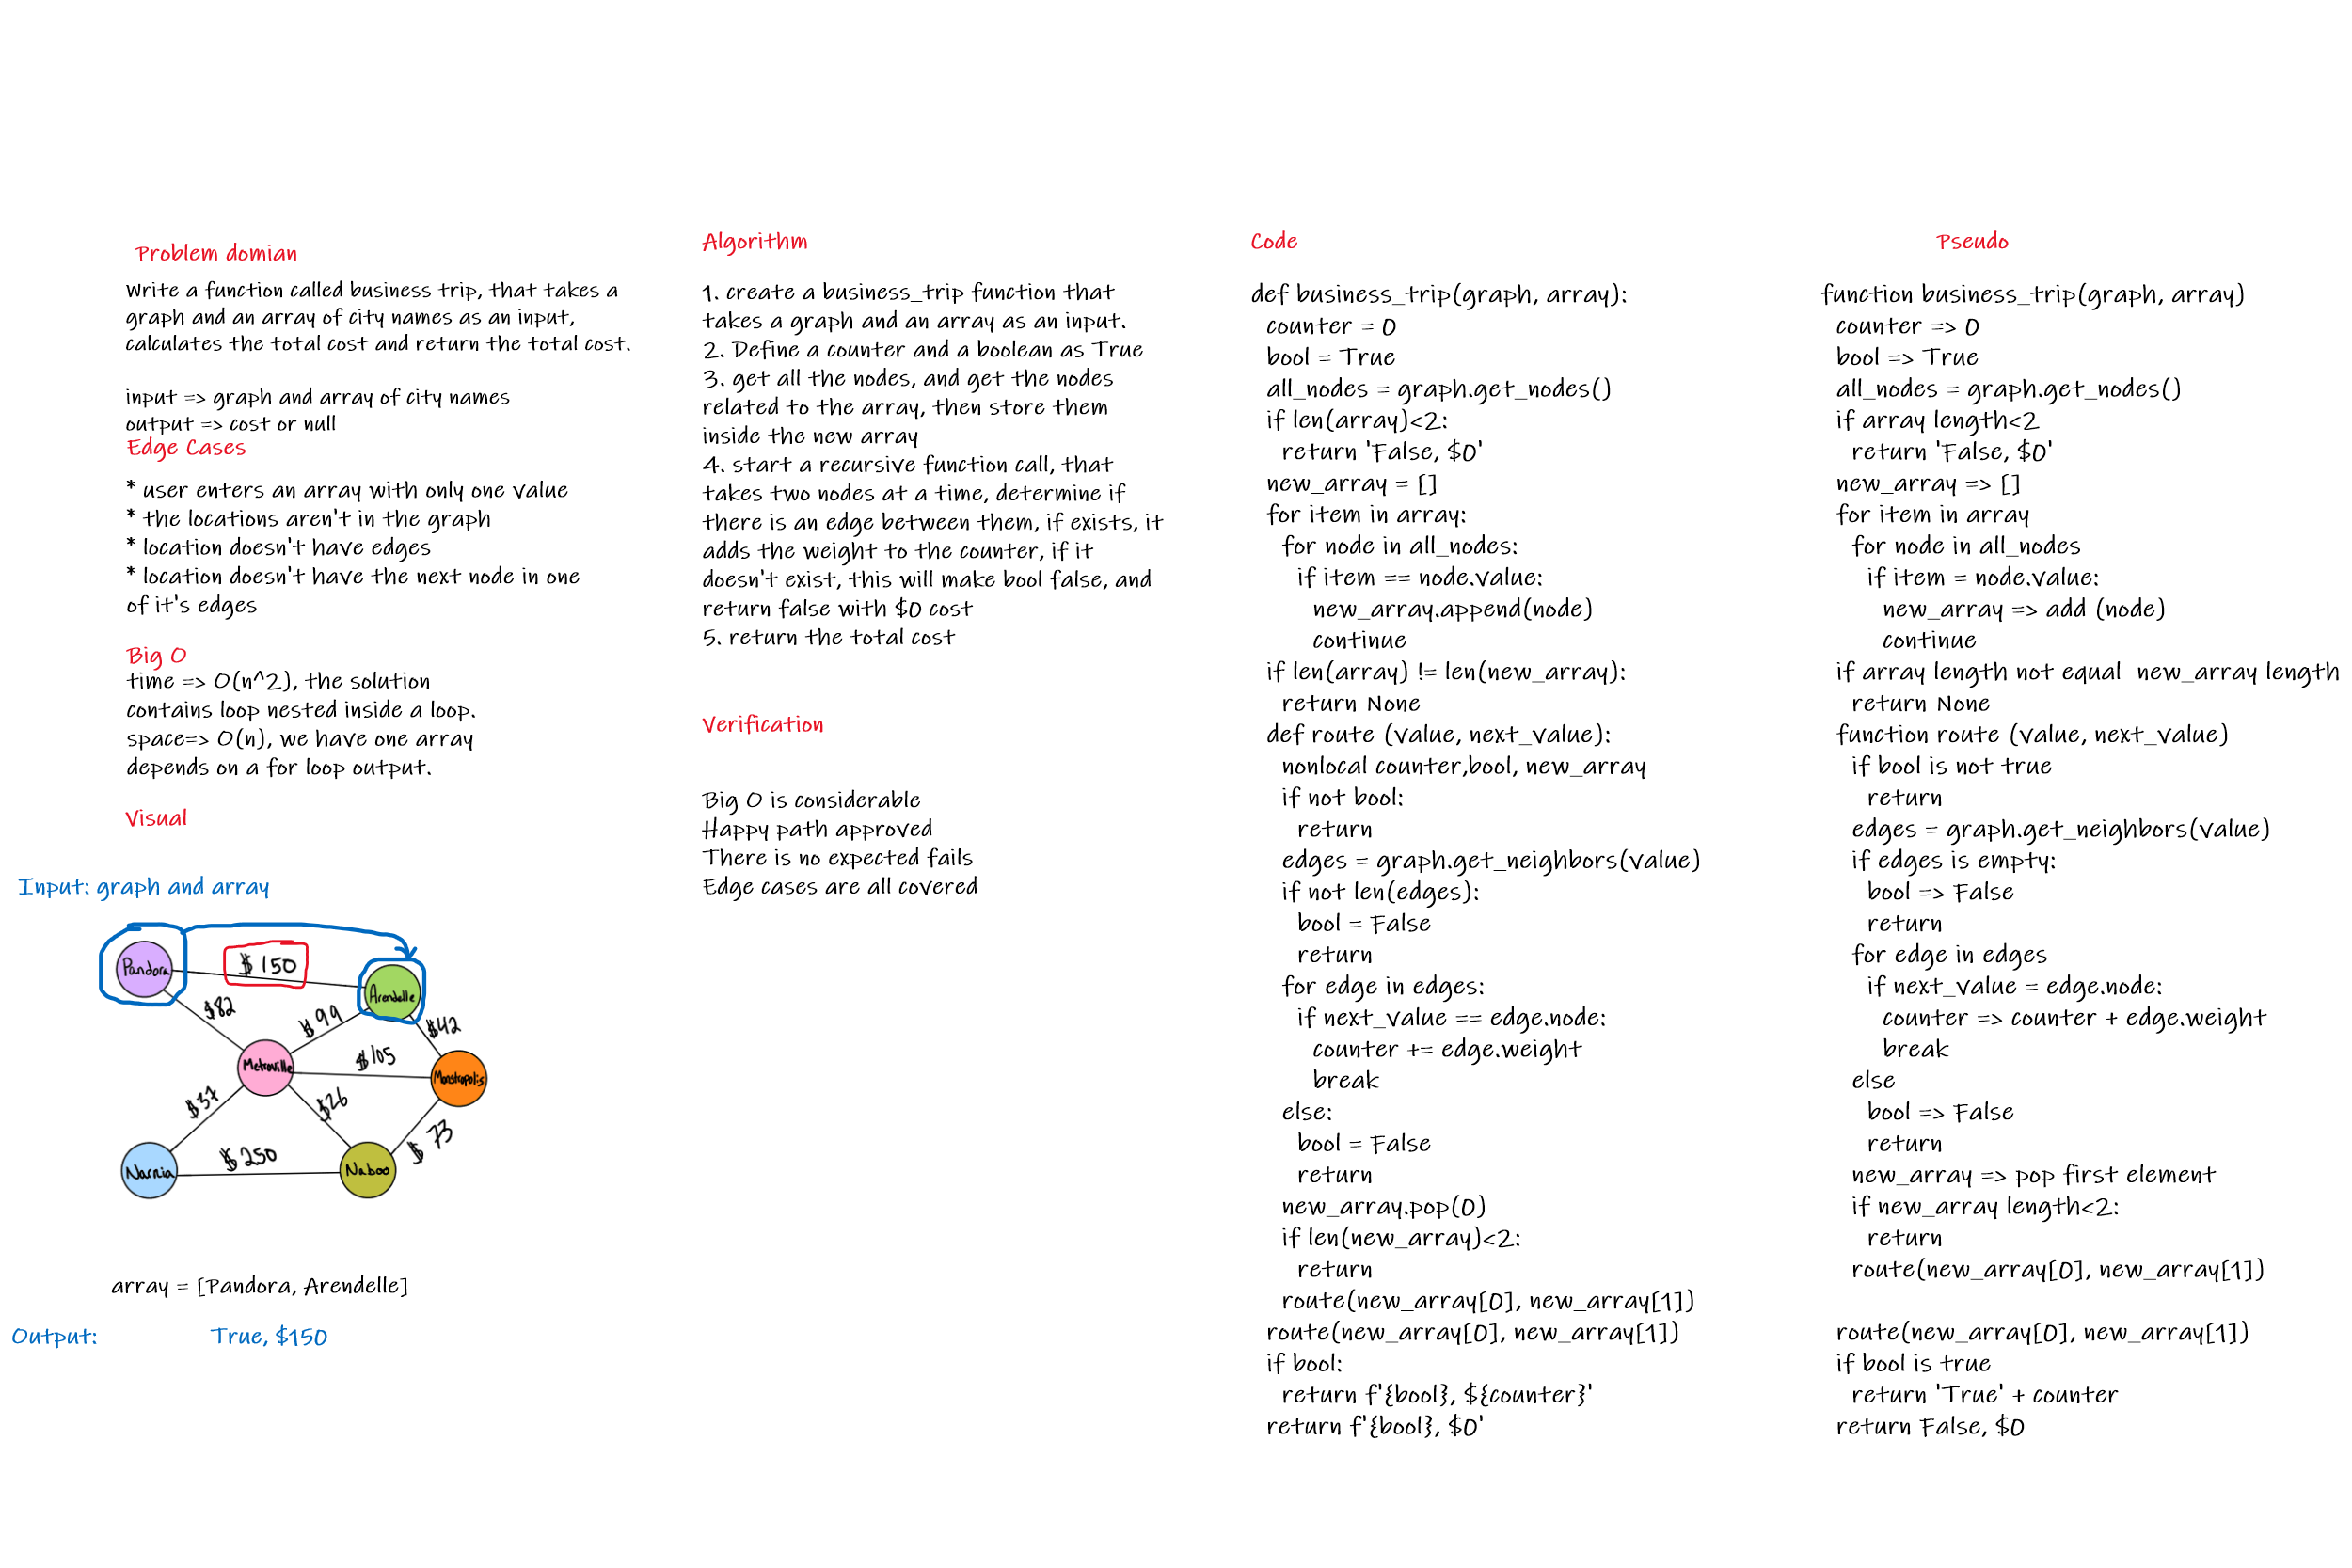 Problem domian
Write a function called business trip, that takes a
graph and an array of city names as an input,
calculates the total cost and return the total cost.
input => graph and array of city names
output => cost or null
Edge Cases
* user enters an array with only one value
* the locations aren't in the graph
* location doesn't have edges
* location doesn't have the next node in one
of it's edges
Big O
time => O(n^2), the solution
contains loop nested inside a loop.
space=> O(n), we have one array
depends on a for loop output.
Visual
Input: graph and array
Pandora
$150
Arendelle
$82
$99
$42
Metroville
$105
Monstropolis
$37
$26
$73
Narnia
$250
Naboo
array = [Pandora, Arendelle]
Output: True, $150
Algorithm
1. create a business_trip function that
takes a graph and an array as an input.
2. Define a counter and a boolean as True
3. get all the nodes, and get the nodes
related to the array, then store them
inside the new array
4. start a recursive function call, that
takes two nodes at a time, determine if
there is an edge between them, if exists, it
adds the weight to the counter, if it
doesn't exist, this will make bool false, and
return false with $0 cost
5. return the total cost
Verification
Big O is considerable
Happy path approved
There is no expected fails
Edge cases are all covered
Code
def business_trip(graph, array):
counter = 0
bool = True
all_nodes = graph.get_nodes()
if len(array)<2:
return 'False, $0'
new_array = []
for item in array:
for node in all_nodes:
if item == node.value:
new_array.append(node)
continue
if len(array) != len(new_array):
return None
def route (value, next_value):
nonlocal counter,bool, new_array
if not bool:
return
edges = graph.get_neighbors(value)
if not len(edges):
bool = False
return
for edge in edges:
if next_value == edge.node:
counter += edge.weight
break
else:
bool = False
return
new_array.pop(0)
if len(new_array)<2:
return
route(new_array[0], new_array[1])
route(new_array[0], new_array[1])
if bool:
return f'{bool}, ${counter}'
return f'{bool}, $0'
Pseudo
function business_trip(graph, array)
counter => 0
bool => True
all_nodes = graph.get_nodes()
if array length<2
return 'False, $0'
new_array => []
for item in array
for node in all_nodes
if item = node.value:
new_array => add (node)
continue
if array length not equal new_array length
return None
function route (value, next_value)
if bool is not true
return
edges = graph.get_neighbors(value)
if edges is empty:
bool => False
return
for edge in edges
if next_value = edge.node:
counter => counter + edge.weight
break
else
bool => False
return
new_array => pop first element
if new_array length<2:
return
route(new_array[0], new_array[1])
route(new_array[0], new_array[1])
if bool is true
return 'True' + counter
return False, $0